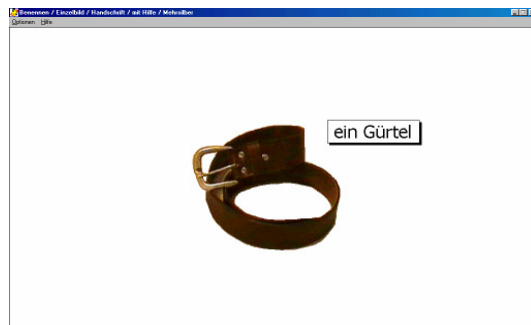 Benennen / Einzelbild / Handschrift / mit Hilfe / Mehrsilber
Optionen Hilfe
ein Gürtel